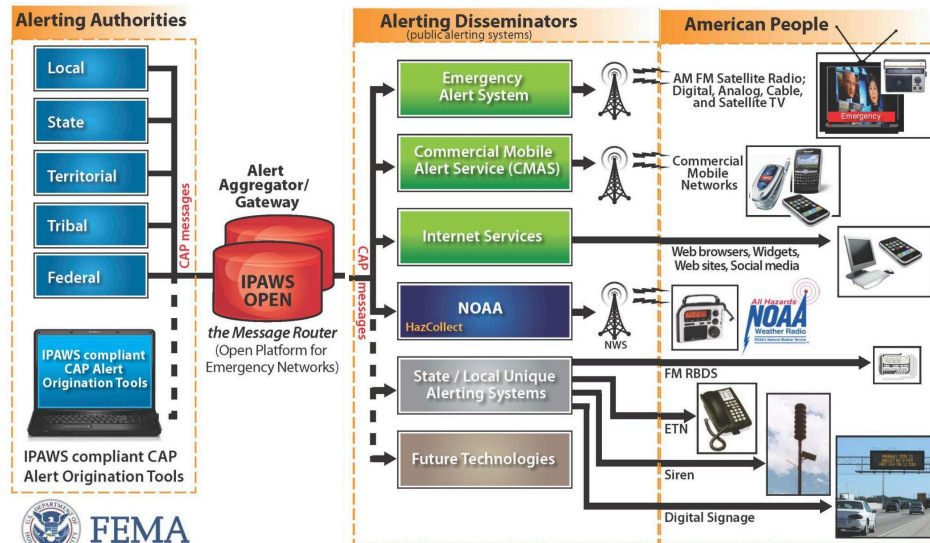 Alerting Authorities
Local
State
Territorial
Tribal
Federal
CAP messages
IPAWS compliant
CAP Alert
Origination Tools
IPAWS compliant CAP
Alert Origination Tools
FEMA
Alert
Aggregator/
Gateway
IPAWS
OPEN
the Message Router
(Open Platform for
Emergency Networks)
Alerting Disseminators
(public alerting systems)
CAP messages
Emergency
Alert System
Commercial Mobile
Alert Service (CMAS)
Internet Services
NOAA
HazCollect
NWS
State / Local Unique
Alerting Systems
Future Technologies
American People
AM FM Satellite Radio;
Digital, Analog, Cable,
and Satellite TV
Emergency
Commercial
Mobile
Networks
Web browsers, Widgets,
Web sites, Social media
All Hazards
NOAA
Weather Radio
FM RBDS
ETN
Siren
Digital Signage